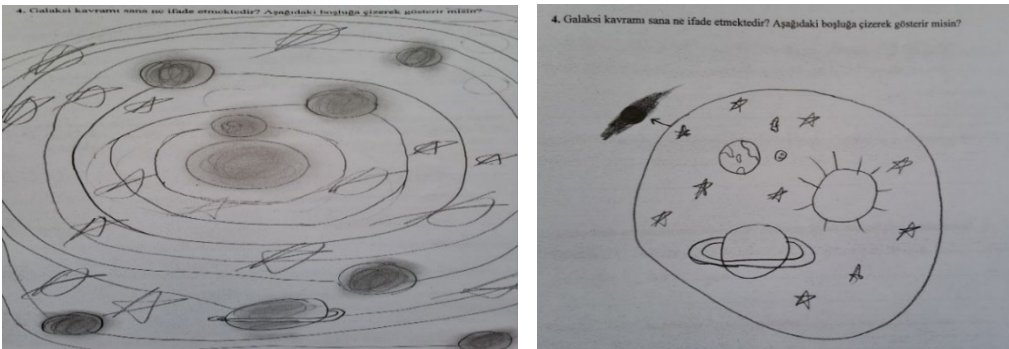 4. Galaksi kavramı sana ne ifade etmektedir? Aşağıdaki boşluğa çizerek gösterir misin?
4. Galaksi kavramı sana ne ifade etmektedir? Aşağıdaki boşluğa çizerek gösterir misin?